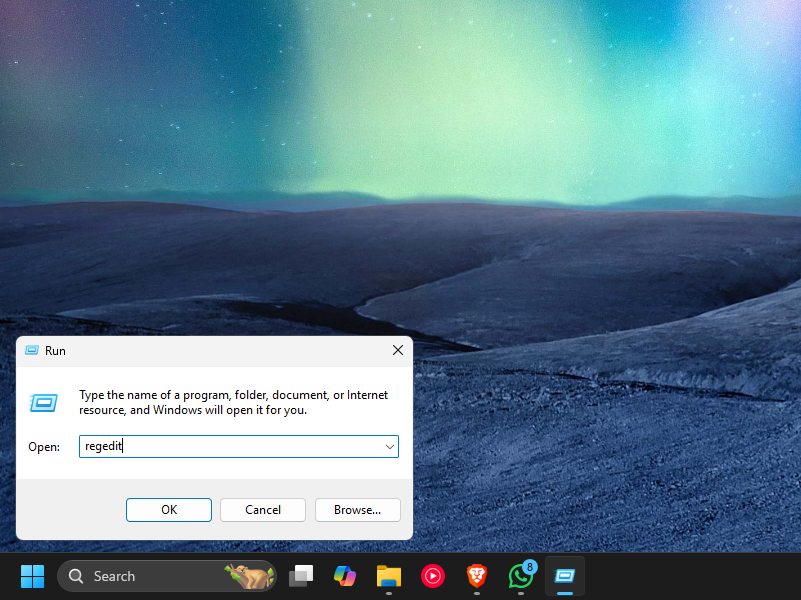 Run
Type the name of a program, folder, document, or Internet
resource, and Windows will open it for you.
Open: regedit
OK Cancel Browse...
Search 8